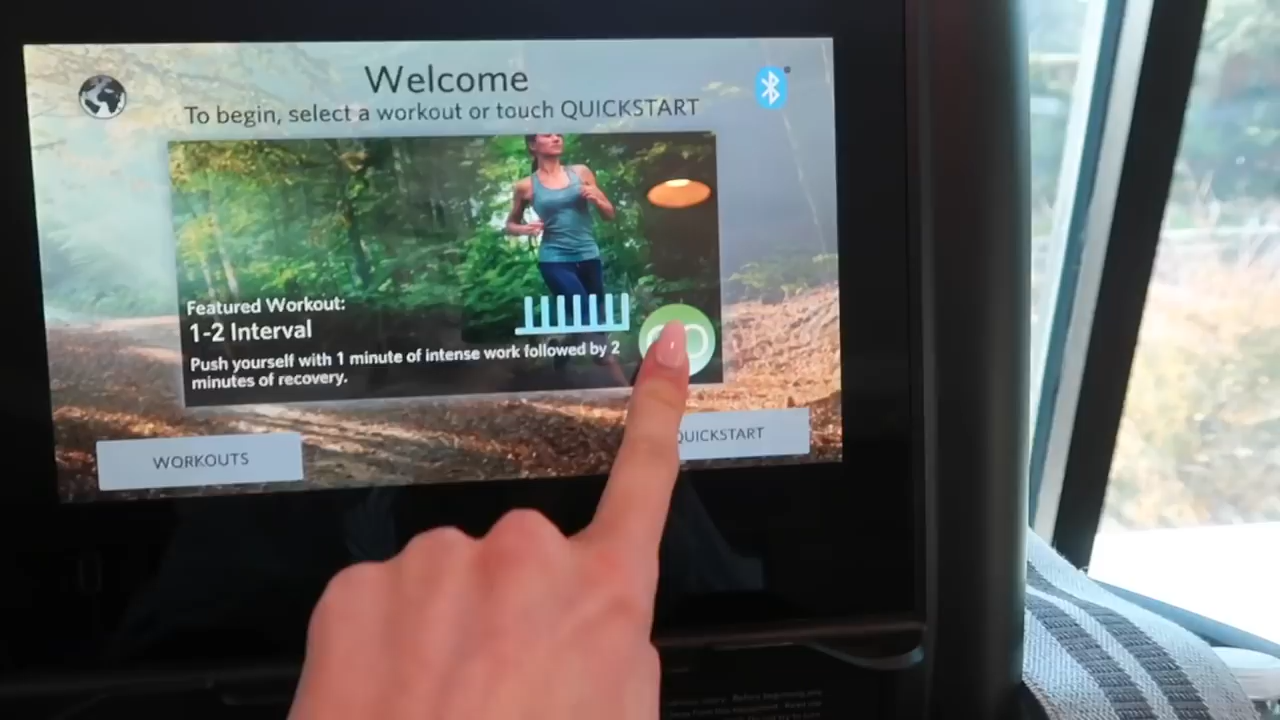 Welcome
To begin, select a workout or touch QUICKSTART
Featured Workout:
1-2 Interval
Push yourself with 1 minute of intense work followed by 2
minutes of recovery.
QUICKSTART
WORKOUTS